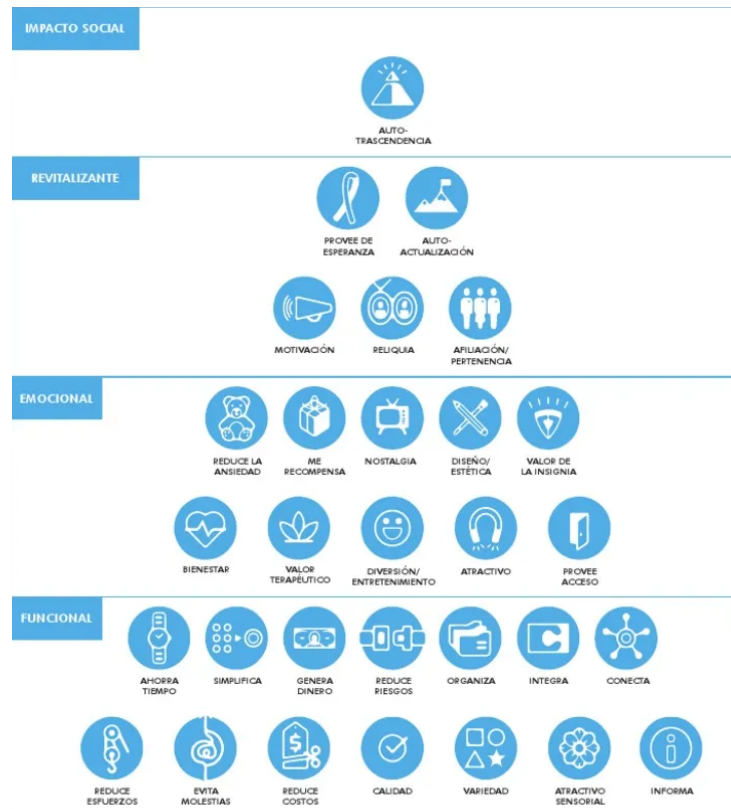 IMPACTO SOCIAL
AUTO-
TRASCENDENCIA
REVITALIZANTE
PROVEE DE
ESPERANZA
AUTO-
ACTUALIZACIÓN
MOTIVACIÓN
RELIQUIA
AFILIACIÓN/
PERTENENCIA
EMOCIONAL
REDUCE LA
ANSIEDAD
ME
RECOMPENSA
NOSTALGIA
DISEÑO/
ESTÉTICA
VALOR DE
LA INSIGNIA
BIENESTAR
VALOR
TERAPÉUTICO
DIVERSIÓN/
ENTRETENIMIENTO
ATRACTIVO
PROVEE
ACCESO
FUNCIONAL
AHORRA
TIEMPO
SIMPLIFICA
GENERA
DINERO
REDUCE
RIESGOS
ORGANIZA
INTEGRA
CONECTA
@
$
REDUCE
ESFUERZOS
EVITA
MOLESTIAS
REDUCE
COSTOS
CALIDAD
VARIEDAD
ATRACTIVO
SENSORIAL
INFORMA